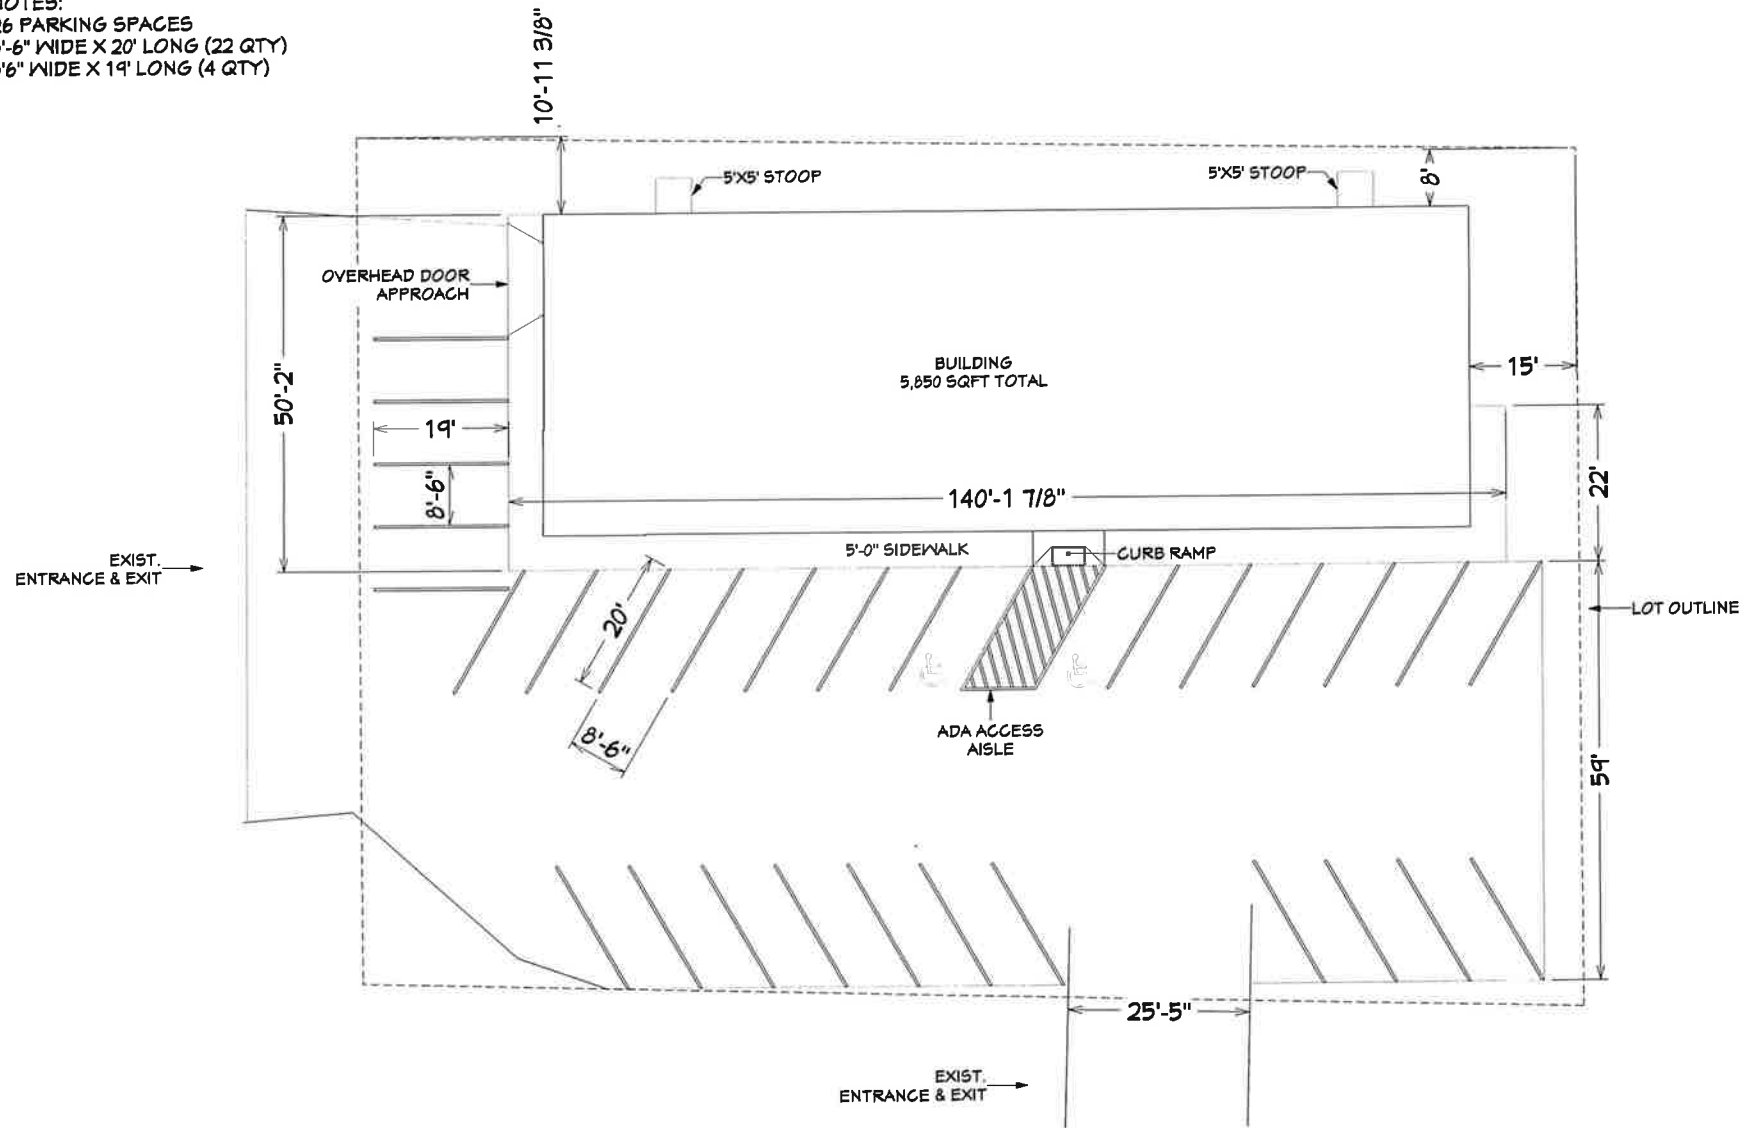 NOTES:
26 PARKING SPACES
'-6" WIDE X 20' LONG (22 QTY)
'6" WIDE X 19' LONG (4 QTY)
10'-11 3/8"
5'X5' STOOP
5'X5' STOOP
8'
OVERHEAD DOOR
APPROACH
50'-2"
BUILDING
5,850 SQFT TOTAL
15'
19'
8'-6"
140'-1 7/8"
22'
5'-0" SIDEWALK
CURB RAMP
EXIST.
ENTRANCE & EXIT
20'
LOT OUTLINE
8'-6"
ADA ACCESS
AISLE
59'
25'-5"
EXIST.
ENTRANCE & EXIT